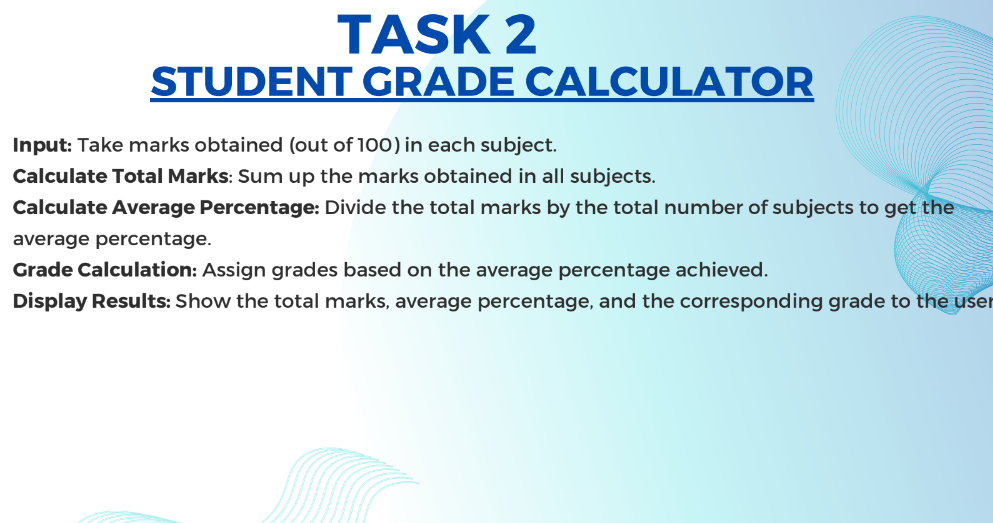 TASK 2
STUDENT GRADE CALCULATOR
Input: Take marks obtained (out of 100) in each subject.
Calculate Total Marks: Sum up the marks obtained in all subjects.
Calculate Average Percentage: Divide the total marks by the total number of subjects to get the
average percentage.
Grade Calculation: Assign grades based on the average percentage achieved.
Display Results: Show the total marks, average percentage, and the corresponding grade to the user